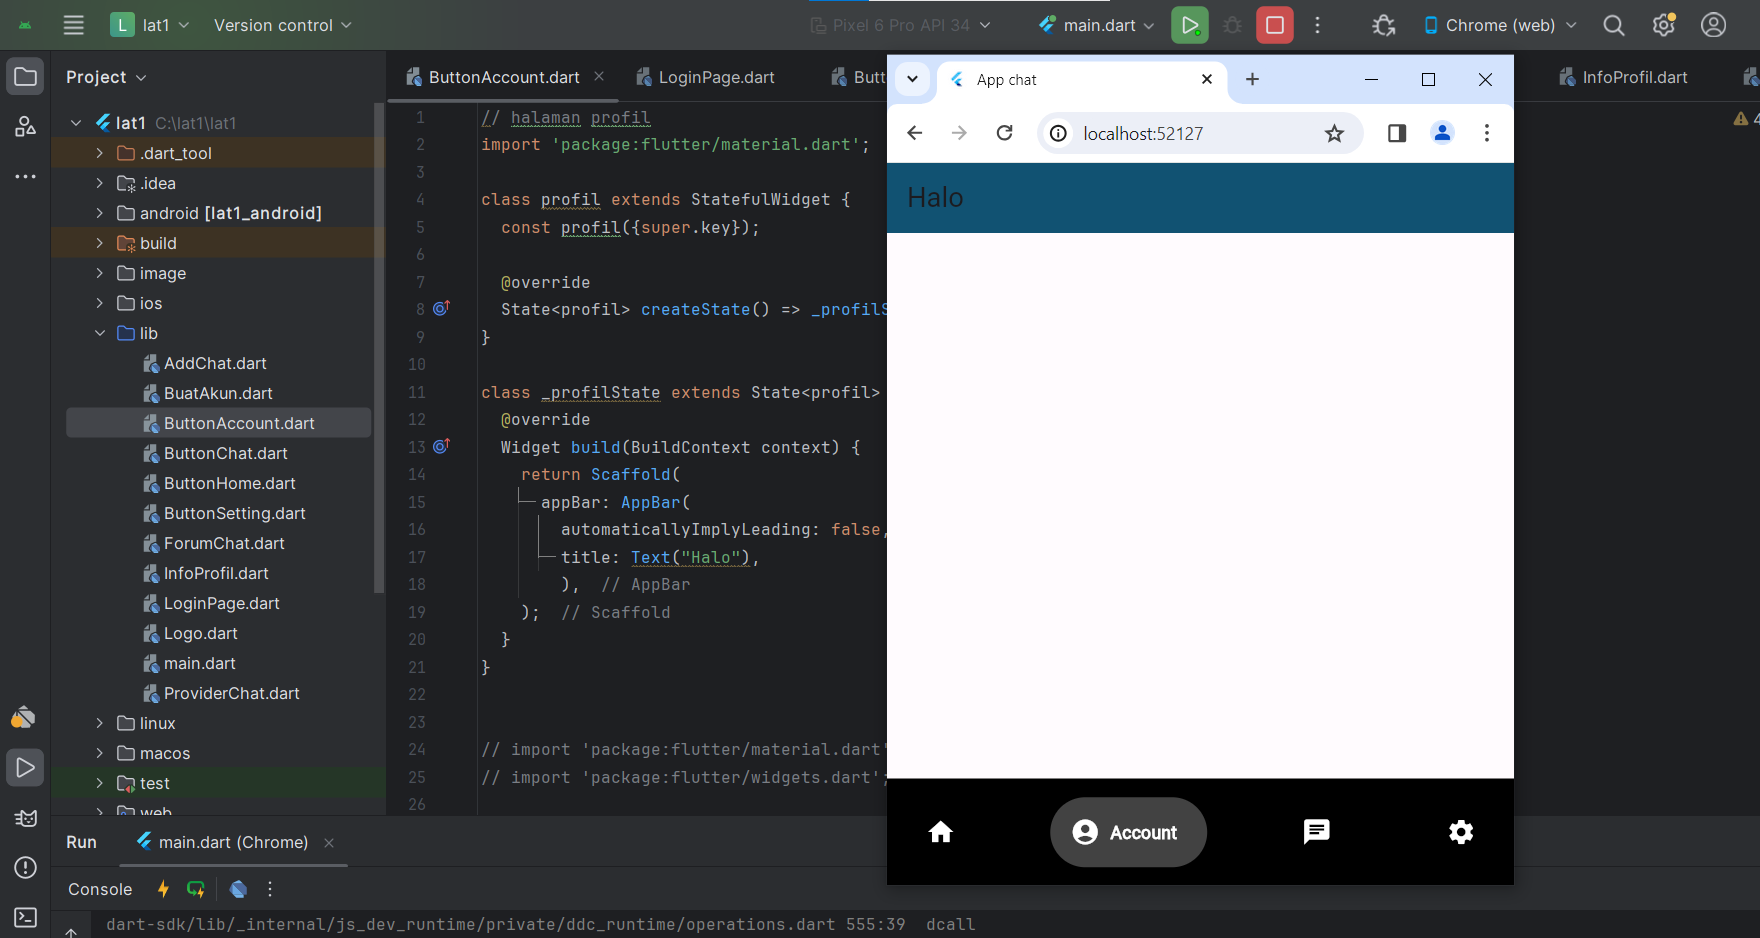 L lat1 Version control Pixel 6 Pro API 34 main.dart Chrome (web)
Project
ButtonAccount.dart LoginPage.dart Butt InfoProfil.dart
lat1 C:\lat1\lat1
.dart_tool
.idea
android [lat1_android]
build
image
ios
lib
AddChat.dart
BuatAkun.dart
ButtonAccount.dart
ButtonChat.dart
ButtonHome.dart
ButtonSetting.dart
ForumChat.dart
InfoProfil.dart
LoginPage.dart
Logo.dart
main.dart
ProviderChat.dart
linux
macos
test
web
1 // halaman profil
2 import 'package:flutter/material.dart';
3
4 class profil extends StatefulWidget {
5 const profil({super.key});
6
7 @override
8 State<profil> createState() => _profilS
9 }
10
11 class _profilState extends State<profil>
12 @override
13 Widget build(BuildContext context) {
14 return Scaffold(
15 appBar: AppBar(
16 automaticallyImplyLeading: false,
17 title: Text("Halo"),
18 ), // AppBar
19 ); // Scaffold
20 }
21 }
22
23
24 // import 'package:flutter/material.dart'
25 // import 'package:flutter/widgets.dart';
26
4
App chat
localhost:52127
Halo
Account
Run main.dart (Chrome)
Console
dart-sdk/lib/_internal/js_dev_runtime/private/ddc_runtime/operations.dart 555:39 dcall